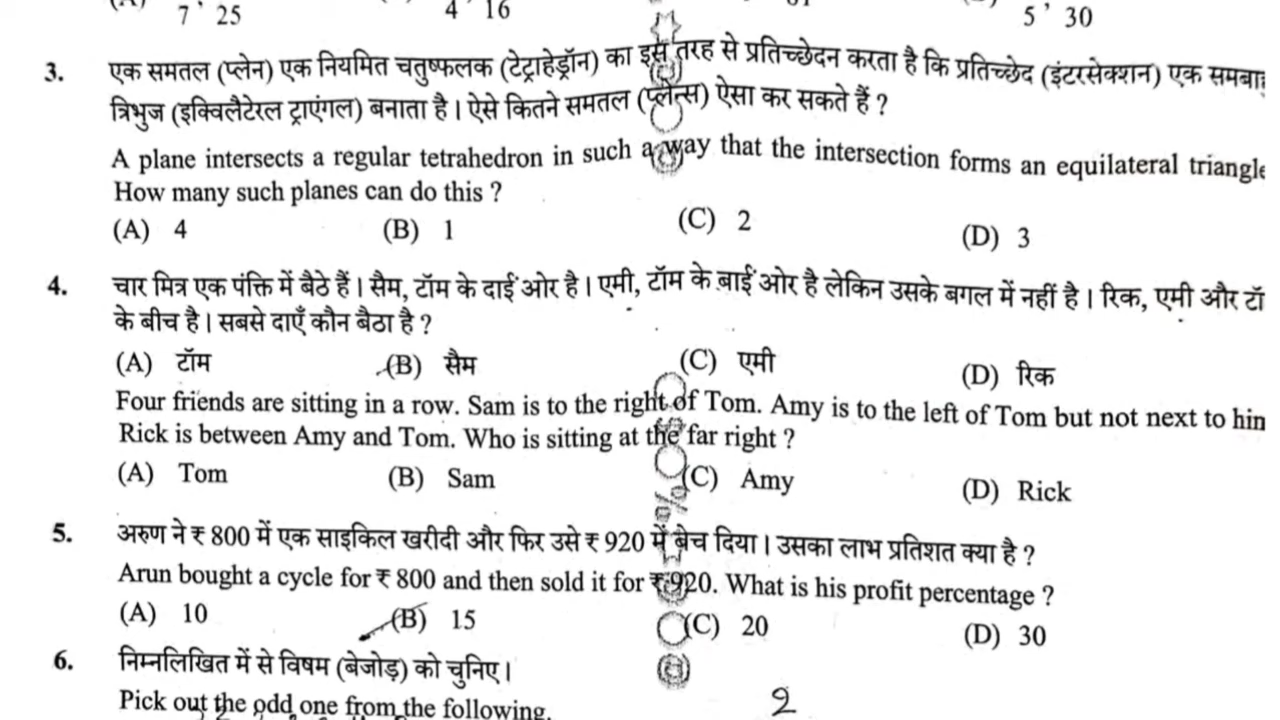 7 ' 25 4 ' 16 5 ' 30
3. एक समतल (प्लेन) एक नियमित चतुष्फलक (टेट्राहेड्रॉन) का इस तरह से प्रतिच्छेदन करता है कि प्रतिच्छेद (इंटरसेक्शन) एक समबाहु
त्रिभुज (इक्विलैटेरल ट्राएंगल) बनाता है । ऐसे कितने समतल (प्लेन्स) ऐसा कर सकते हैं ?
A plane intersects a regular tetrahedron in such a way that the intersection forms an equilateral triangle
How many such planes can do this ?
(A) 4 (B) 1 (C) 2 (D) 3
4. चार मित्र एक पंक्ति में बैठे हैं । सैम, टॉम के दाईं ओर है । एमी, टॉम के बाईं ओर है लेकिन उसके बगल में नहीं है । रिक, एमी और टॉ
के बीच है । सबसे दाएँ कौन बैठा है ?
(A) टॉम (B) सैम (C) एमी (D) रिक
Four friends are sitting in a row. Sam is to the right of Tom. Amy is to the left of Tom but not next to him
Rick is between Amy and Tom. Who is sitting at the far right ?
(A) Tom (B) Sam (C) Amy (D) Rick
5. अरुण ने ₹ 800 में एक साइकिल खरीदी और फिर उसे ₹ 920 में बेच दिया । उसका लाभ प्रतिशत क्या है ?
Arun bought a cycle for ₹ 800 and then sold it for ₹ 920. What is his profit percentage ?
(A) 10 (B) 15 (C) 20 (D) 30
6. निम्नलिखित में से विषम (बेजोड़) को चुनिए ।
Pick out the odd one from the following.
2